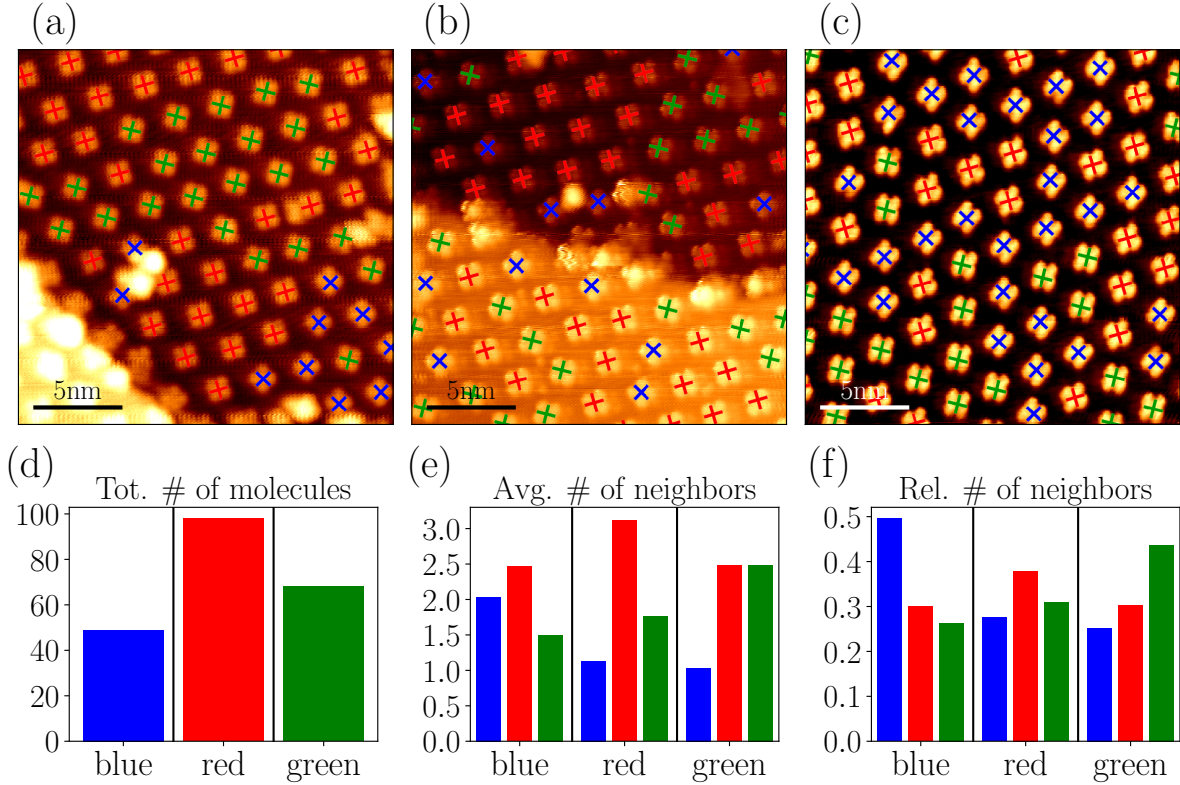 (a)
(b)
(c)
5nm
5nm
5nm
(d)
Tot. # of molecules
100
80
60
40
20
0
blue
red
green
(e)
Avg. # of neighbors
3.0
2.5
2.0
1.5
1.0
0.5
0.0
blue
red
green
(f)
Rel. # of neighbors
0.5
0.4
0.3
0.2
0.1
0.0
blue
red
green